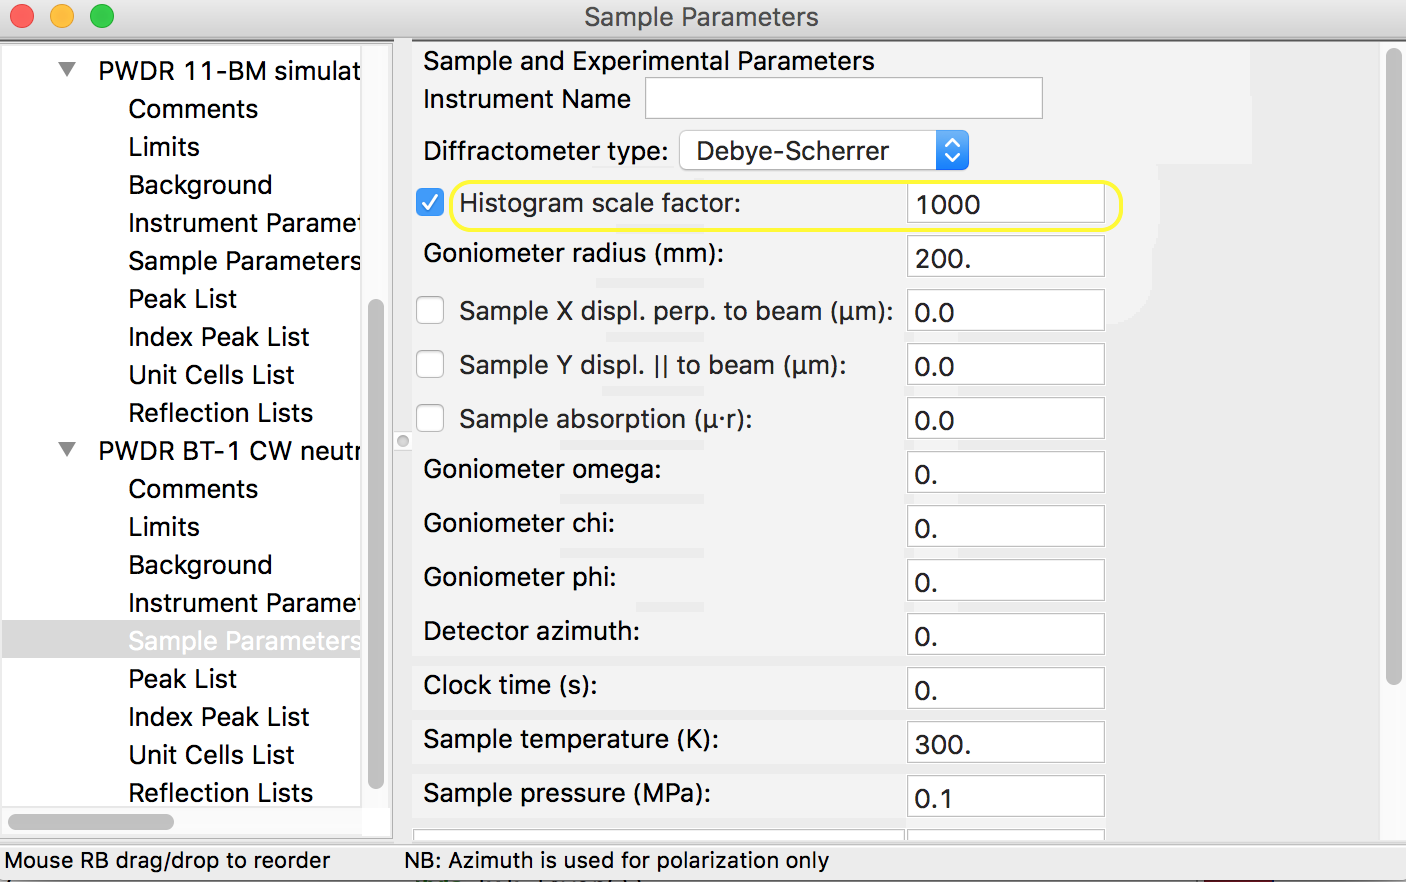 Sample Parameters
PWDR 11-BM simulat
Comments
Limits
Background
Instrument Paramet
Sample Parameters
Peak List
Index Peak List
Unit Cells List
Reflection Lists
PWDR BT-1 CW neutr
Comments
Limits
Background
Instrument Paramet
Sample Parameters
Peak List
Index Peak List
Unit Cells List
Reflection Lists
Sample and Experimental Parameters
Instrument Name
Diffractometer type: Debye-Scherrer
Histogram scale factor: 1000
Goniometer radius (mm): 200.
Sample X displ. perp. to beam (μm): 0.0
Sample Y displ. || to beam (μm): 0.0
Sample absorption (μ·r): 0.0
Goniometer omega: 0.
Goniometer chi: 0.
Goniometer phi: 0.
Detector azimuth: 0.
Clock time (s): 0.
Sample temperature (K): 300.
Sample pressure (MPa): 0.1
Mouse RB drag/drop to reorder
NB: Azimuth is used for polarization only